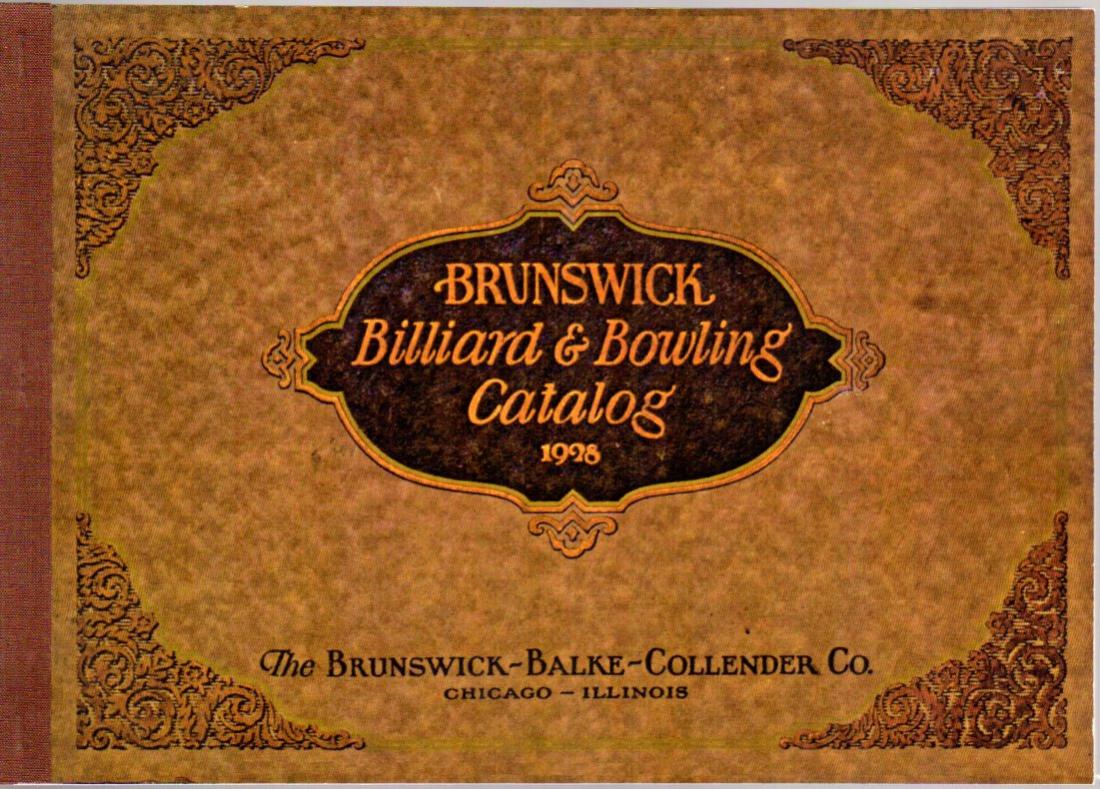 BRUNSWICK
Billiard & Bowling
Catalog
1928
The BRUNSWICK-BALKE-COLLENDER CO.
CHICAGO – ILLINOIS